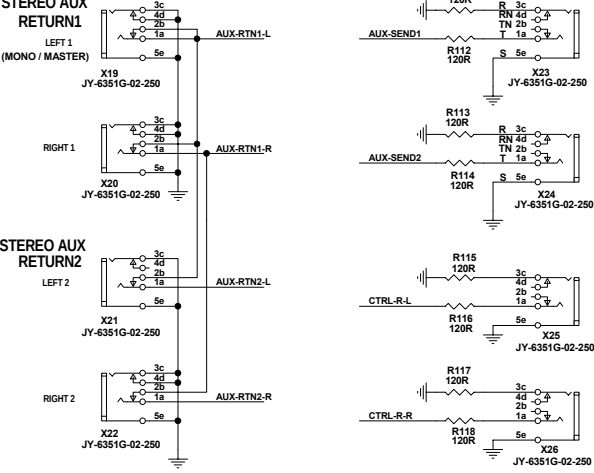 STEREO AUX
RETURN1
LEFT 1
(MONO / MASTER)
3c
4d
2b
1a
5e
AUX-RTN1-L
X19
JY-6351G-02-250
RIGHT 1
3c
4d
2b
1a
5e
AUX-RTN1-R
X20
JY-6351G-02-250
STEREO AUX
RETURN2
LEFT 2
3c
4d
2b
1a
5e
AUX-RTN2-L
X21
JY-6351G-02-250
RIGHT 2
3c
4d
2b
1a
5e
AUX-RTN2-R
X22
JY-6351G-02-250
120R
AUX-SEND1
R112
120R
R 3c
RN 4d
TN 2b
T 1a
S 5e
X23
JY-6351G-02-250
R113
120R
AUX-SEND2
R114
120R
R 3c
RN 4d
TN 2b
T 1a
S 5e
X24
JY-6351G-02-250
R115
120R
CTRL-R-L
R116
120R
3c
4d
2b
1a
5e
X25
JY-6351G-02-250
R117
120R
CTRL-R-R
R118
120R
3c
4d
2b
1a
5e
X26
JY-6351G-02-250